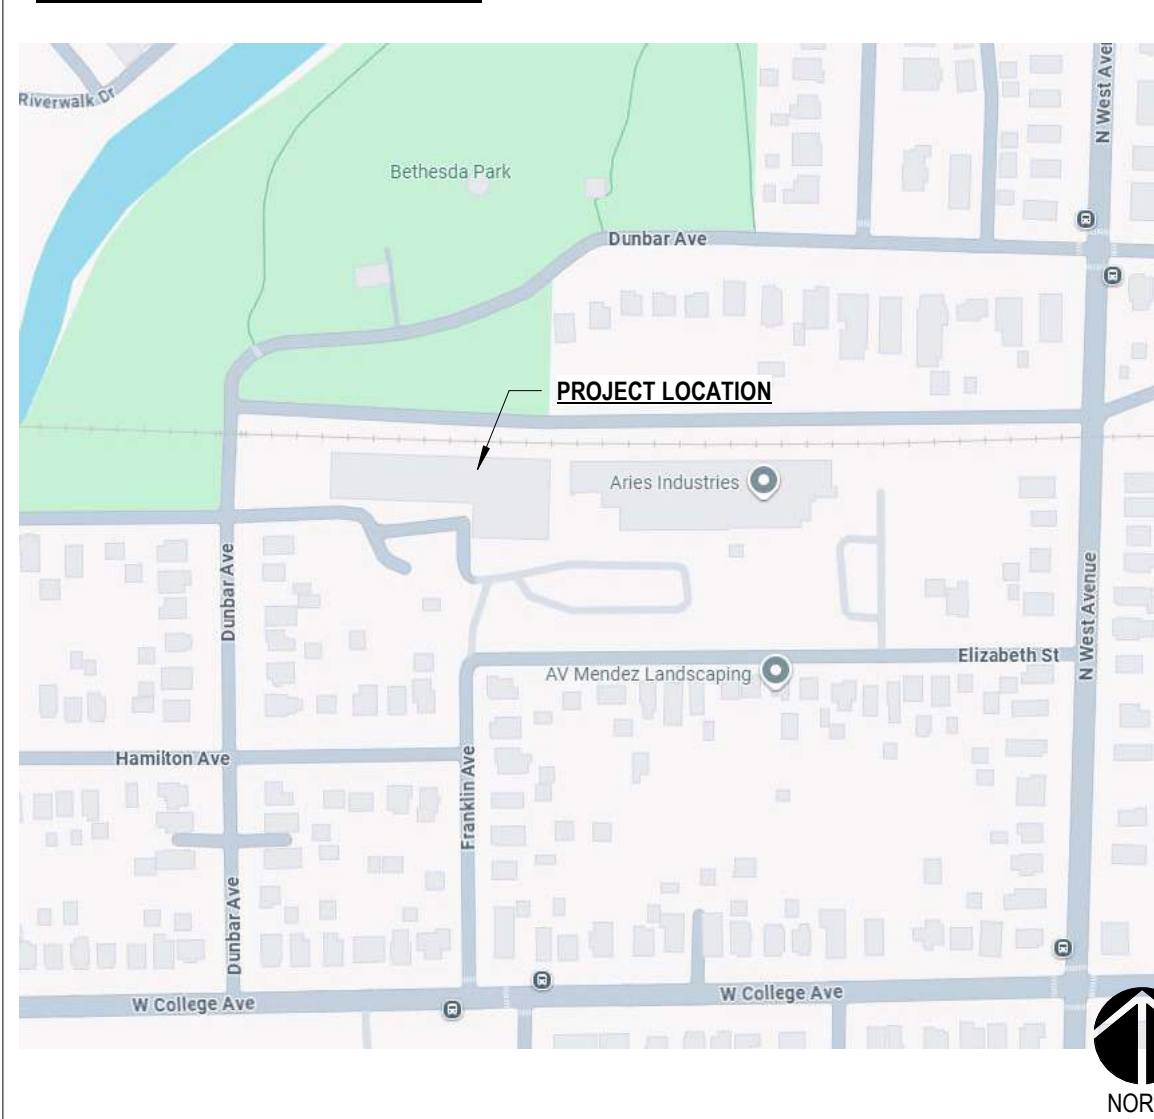 Riverwalk Dr
N West Aven
Bethesda Park
Dunbar Ave
PROJECT LOCATION
Aries Industries
Dunbar Ave
N West Avenue
Elizabeth St
AV Mendez Landscaping
Hamilton Ave
Franklin Ave
Dunbar Ave
W College Ave
W College Ave
NOR